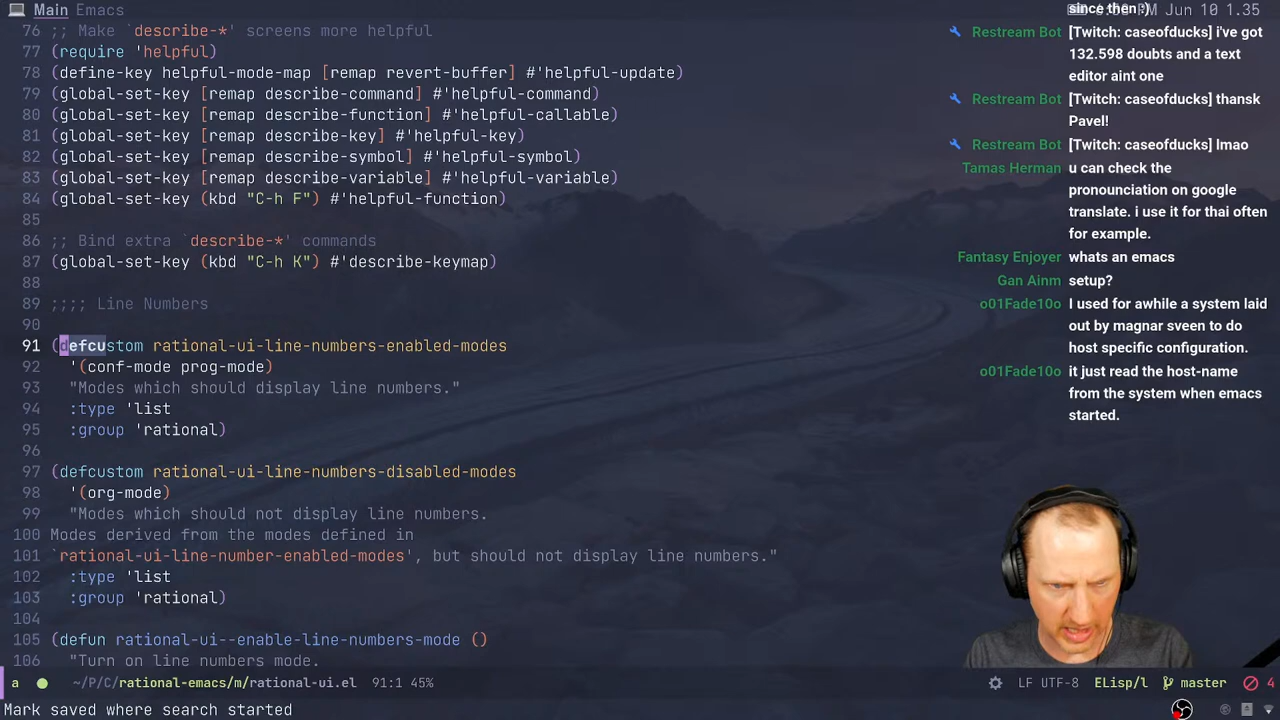 Main Emacs
PM Jun 10 1.35
76 ;; Make `describe-*' screens more helpful
77 (require 'helpful)
78 (define-key helpful-mode-map [remap revert-buffer] #'helpful-update)
79 (global-set-key [remap describe-command] #'helpful-command)
80 (global-set-key [remap describe-function] #'helpful-callable)
81 (global-set-key [remap describe-key] #'helpful-key)
82 (global-set-key [remap describe-symbol] #'helpful-symbol)
83 (global-set-key [remap describe-variable] #'helpful-variable)
84 (global-set-key (kbd "C-h F") #'helpful-function)
85
86 ;; Bind extra `describe-*' commands
87 (global-set-key (kbd "C-h K") #'describe-keymap)
88
89 ;;;; Line Numbers
90
91 (defcustom rational-ui-line-numbers-enabled-modes
92 '(conf-mode prog-mode)
93 "Modes which should display line numbers."
94 :type 'list
95 :group 'rational)
96
97 (defcustom rational-ui-line-numbers-disabled-modes
98 '(org-mode)
99 "Modes which should not display line numbers.
100 Modes derived from the modes defined in
101 `rational-ui-line-number-enabled-modes', but should not display line numbers."
102 :type 'list
103 :group 'rational)
104
105 (defun rational-ui--enable-line-numbers-mode ()
106 "Turn on line numbers mode.
a ~/P/C/rational-emacs/m/rational-ui.el 91:1 45% LF UTF-8 ELisp/l master 4
Mark saved where search started
since then :)
Restream Bot [Twitch: caseofducks] i've got
132.598 doubts and a text
editor aint one
Restream Bot [Twitch: caseofducks] thansk
Pavel!
Restream Bot [Twitch: caseofducks] lmao
Tamas Herman u can check the
pronounciation on google
translate. i use it for thai often
for example.
Fantasy Enjoyer whats an emacs
Gan Ainm setup?
o01Fade10o I used for awhile a system laid
out by magnar sveen to do
host specific configuration.
o01Fade10o it just read the host-name
from the system when emacs
started.